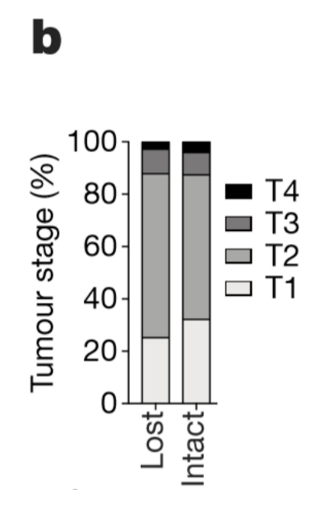 b
Tumour stage (%)
100
80
60
40
20
0
T4
T3
T2
T1
Lost
Intact